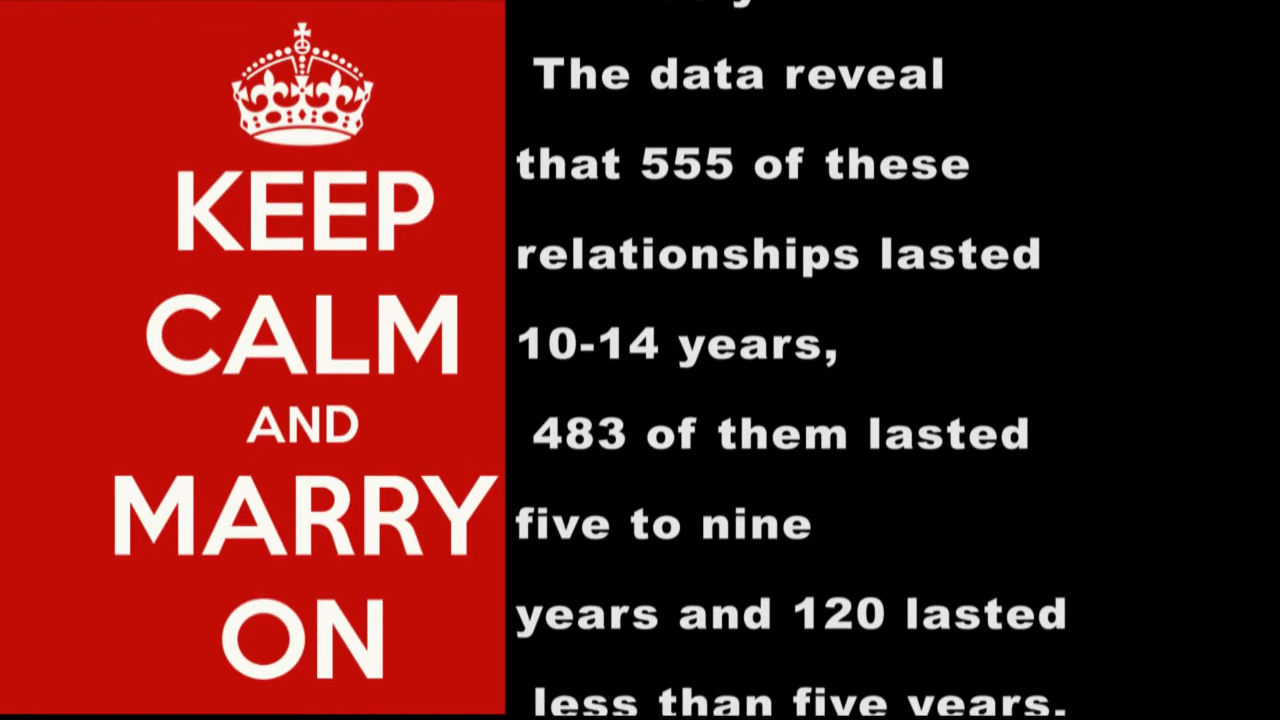 KEEP
CALM
AND
MARRY
ON
The data reveal
that 555 of these
relationships lasted
10-14 years,
483 of them lasted
five to nine
years and 120 lasted
less than five years.